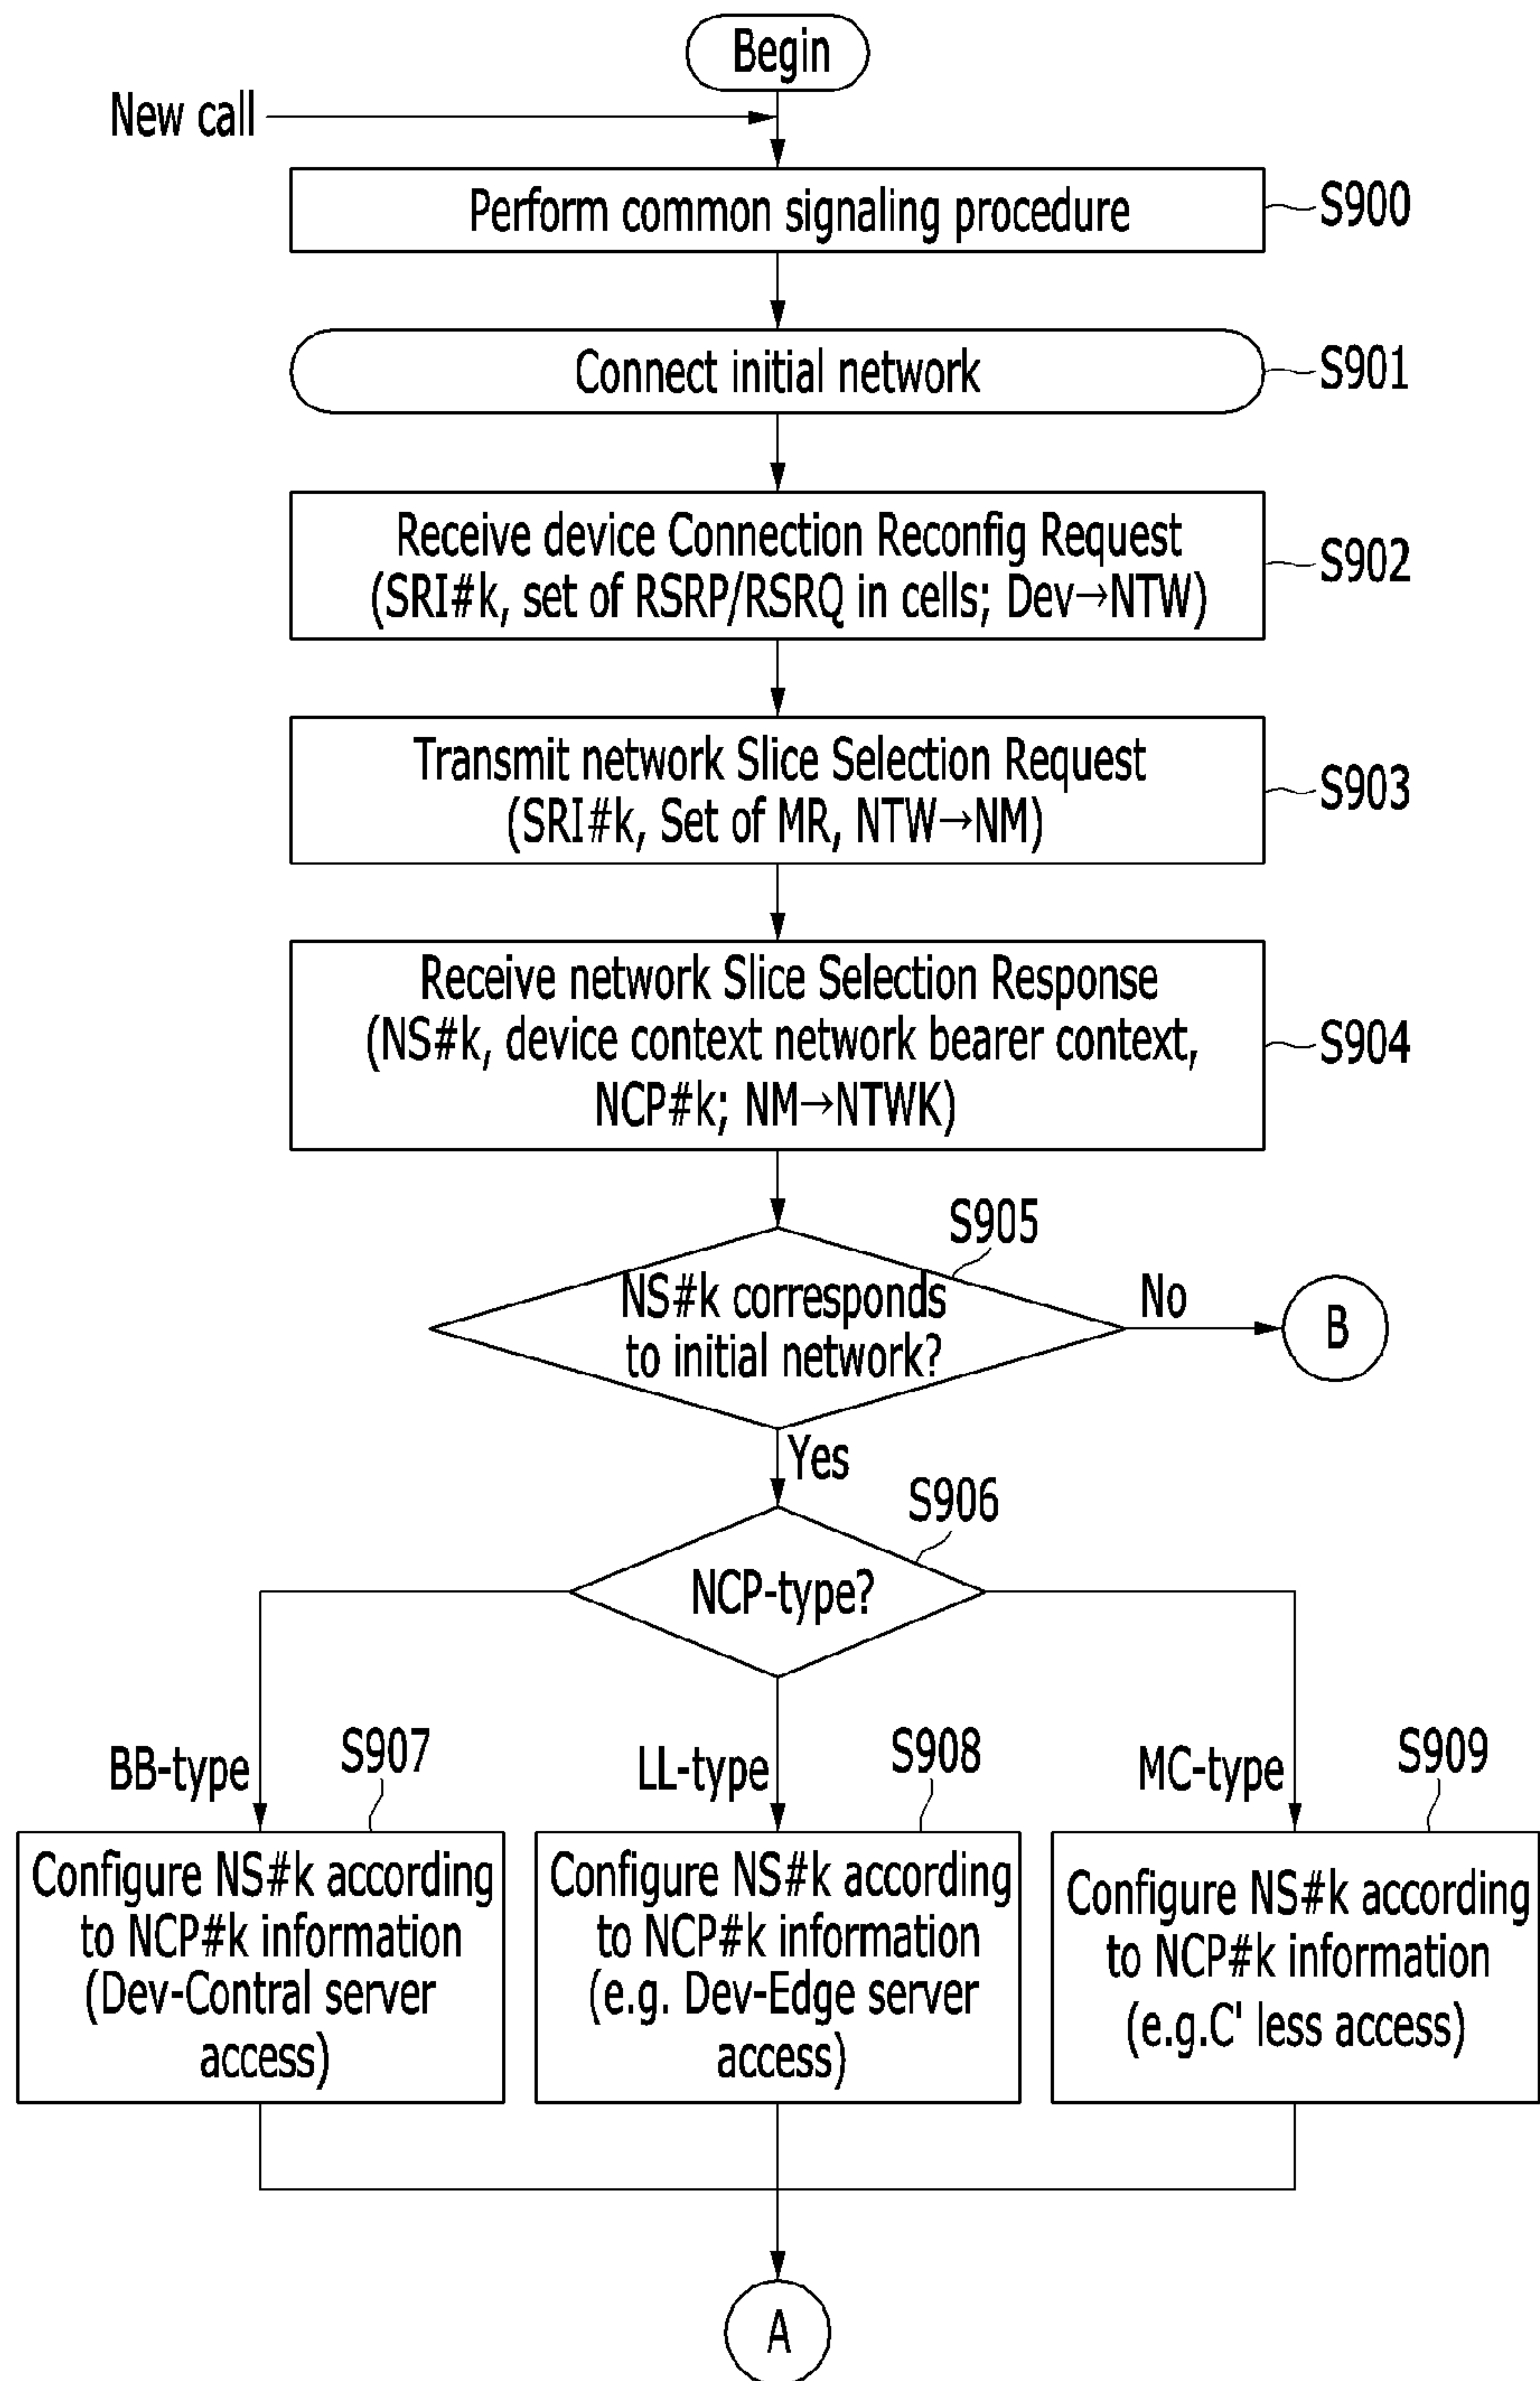 Begin
New call
Perform common signaling procedure
S900
Connect initial network
S901
Receive device Connection Reconfig Request
(SRI#k, set of RSRP/RSRQ in cells; Dev→NTW)
S902
Transmit network Slice Selection Request
(SRI#k, Set of MR, NTW→NM)
S903
Receive network Slice Selection Response
(NS#k, device context network bearer context,
NCP#k; NM→NTWK)
S904
S905
NS#k corresponds
to initial network?
No
B
Yes
S906
NCP-type?
BB-type
S907
LL-type
S908
MC-type
S909
Configure NS#k according
to NCP#k information
(Dev-Contral server
access)
Configure NS#k according
to NCP#k information
(e.g. Dev-Edge server
access)
Configure NS#k according
to NCP#k information
(e.g.C' less access)
A